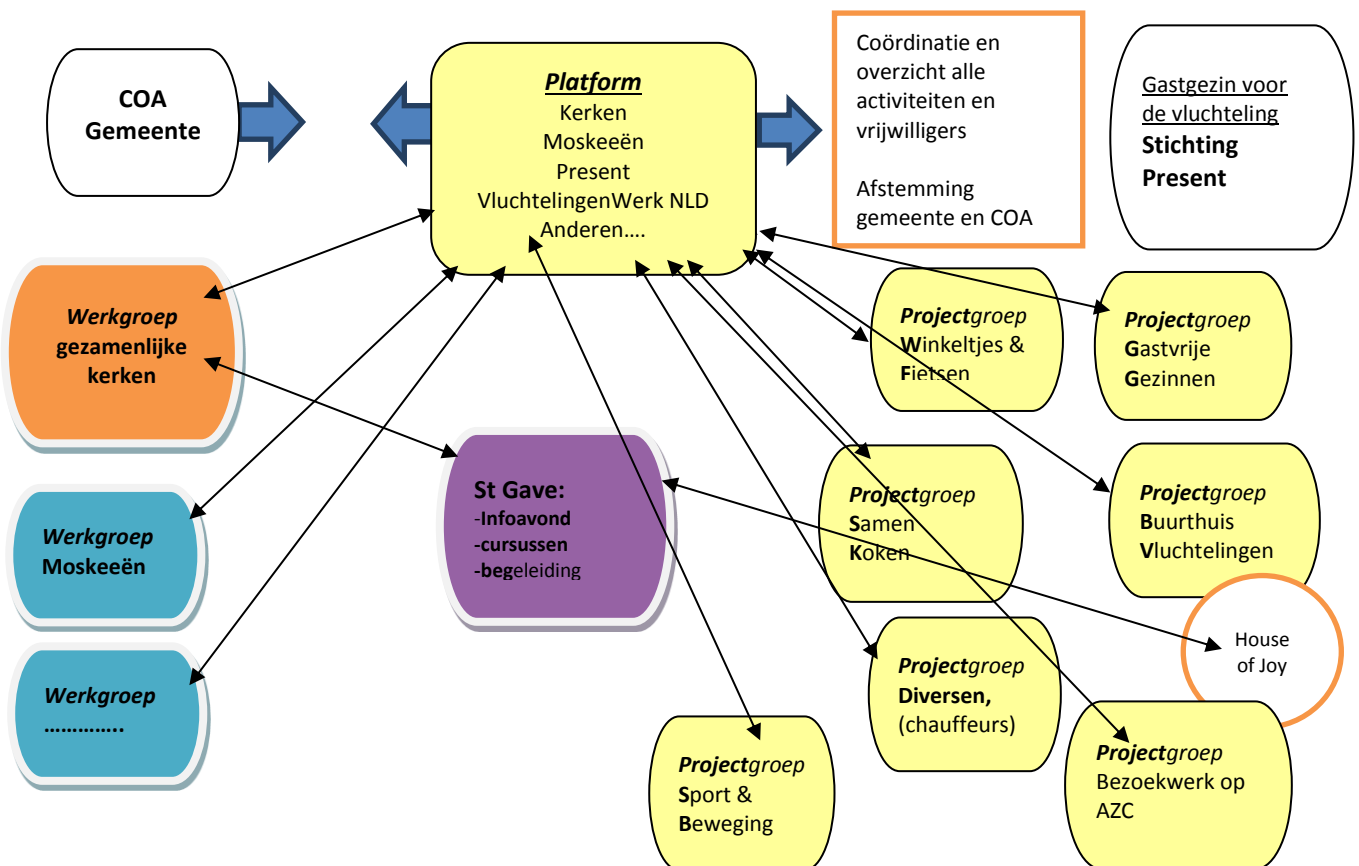 COA
Gemeente
Platform
Kerken
Moskeeën
Present
VluchtelingenWerk NLD
Anderen….
Coördinatie en
overzicht alle
activiteiten en
vrijwilligers
Afstemming
gemeente en COA
Gastgezin voor
de vluchteling
Stichting
Present
Werkgroep
gezamenlijke
kerken
Projectgroep
Winkeltjes &
Fietsen
Projectgroep
Gastvrije
Gezinnen
St Gave:
-Infoavond
-cursussen
-begeleiding
Projectgroep
Samen
Koken
Projectgroep
Buurthuis
Vluchtelingen
Werkgroep
Moskeeën
House
of Joy
Werkgroep
…………..
Projectgroep
Diversen,
(chauffeurs)
Projectgroep
Sport &
Beweging
Projectgroep
Bezoekwerk op
AZC